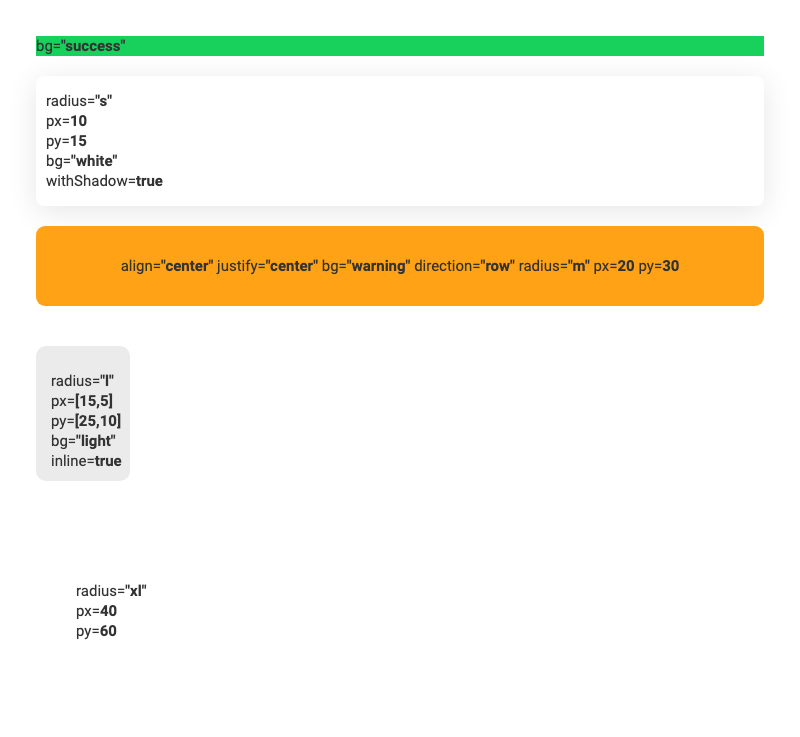 bg="success"
radius="s"
px=10
py=15
bg="white"
withShadow=true
align="center" justify="center" bg="warning" direction="row" radius="m" px=20 py=30
radius="l"
px=[15,5]
py=[25,10]
bg="light"
inline=true
radius="xl"
px=40
py=60